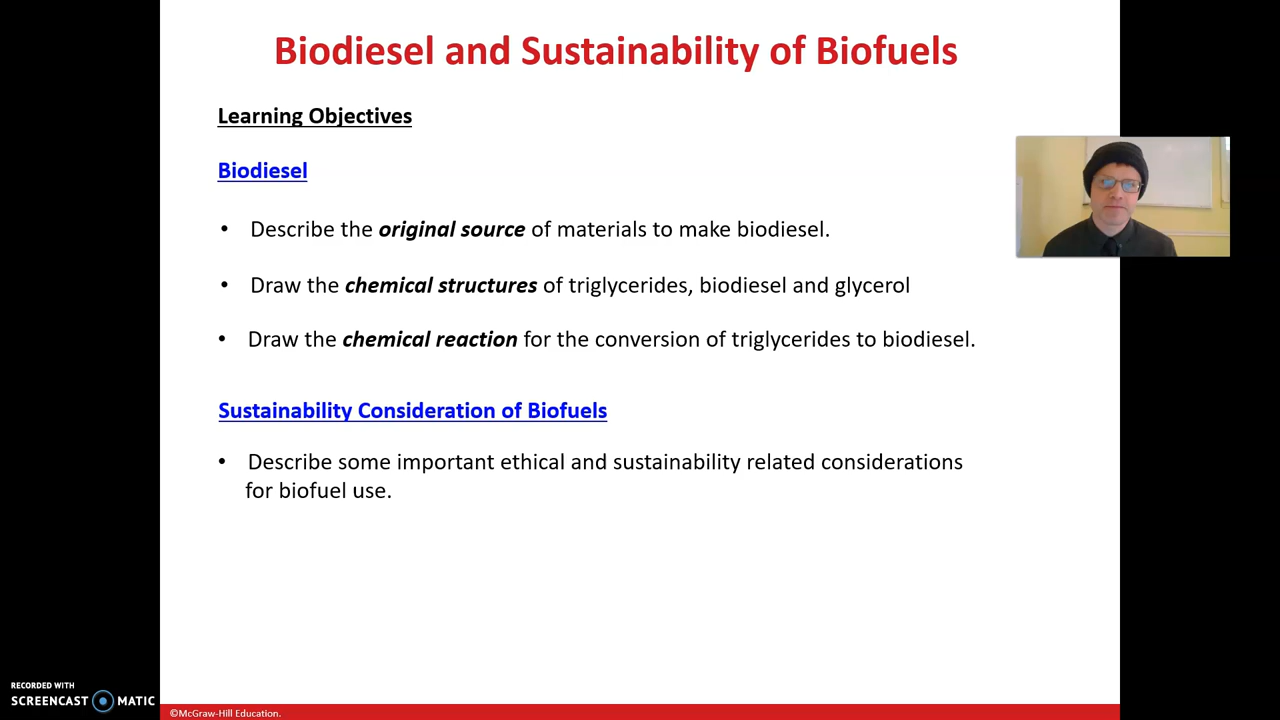 Biodiesel and Sustainability of Biofuels
Learning Objectives
Biodiesel
• Describe the original source of materials to make biodiesel.
• Draw the chemical structures of triglycerides, biodiesel and glycerol
• Draw the chemical reaction for the conversion of triglycerides to biodiesel.
Sustainability Consideration of Biofuels
• Describe some important ethical and sustainability related considerations
for biofuel use.
RECORDED WITH
SCREENCAST MATIC
©McGraw-Hill Education.